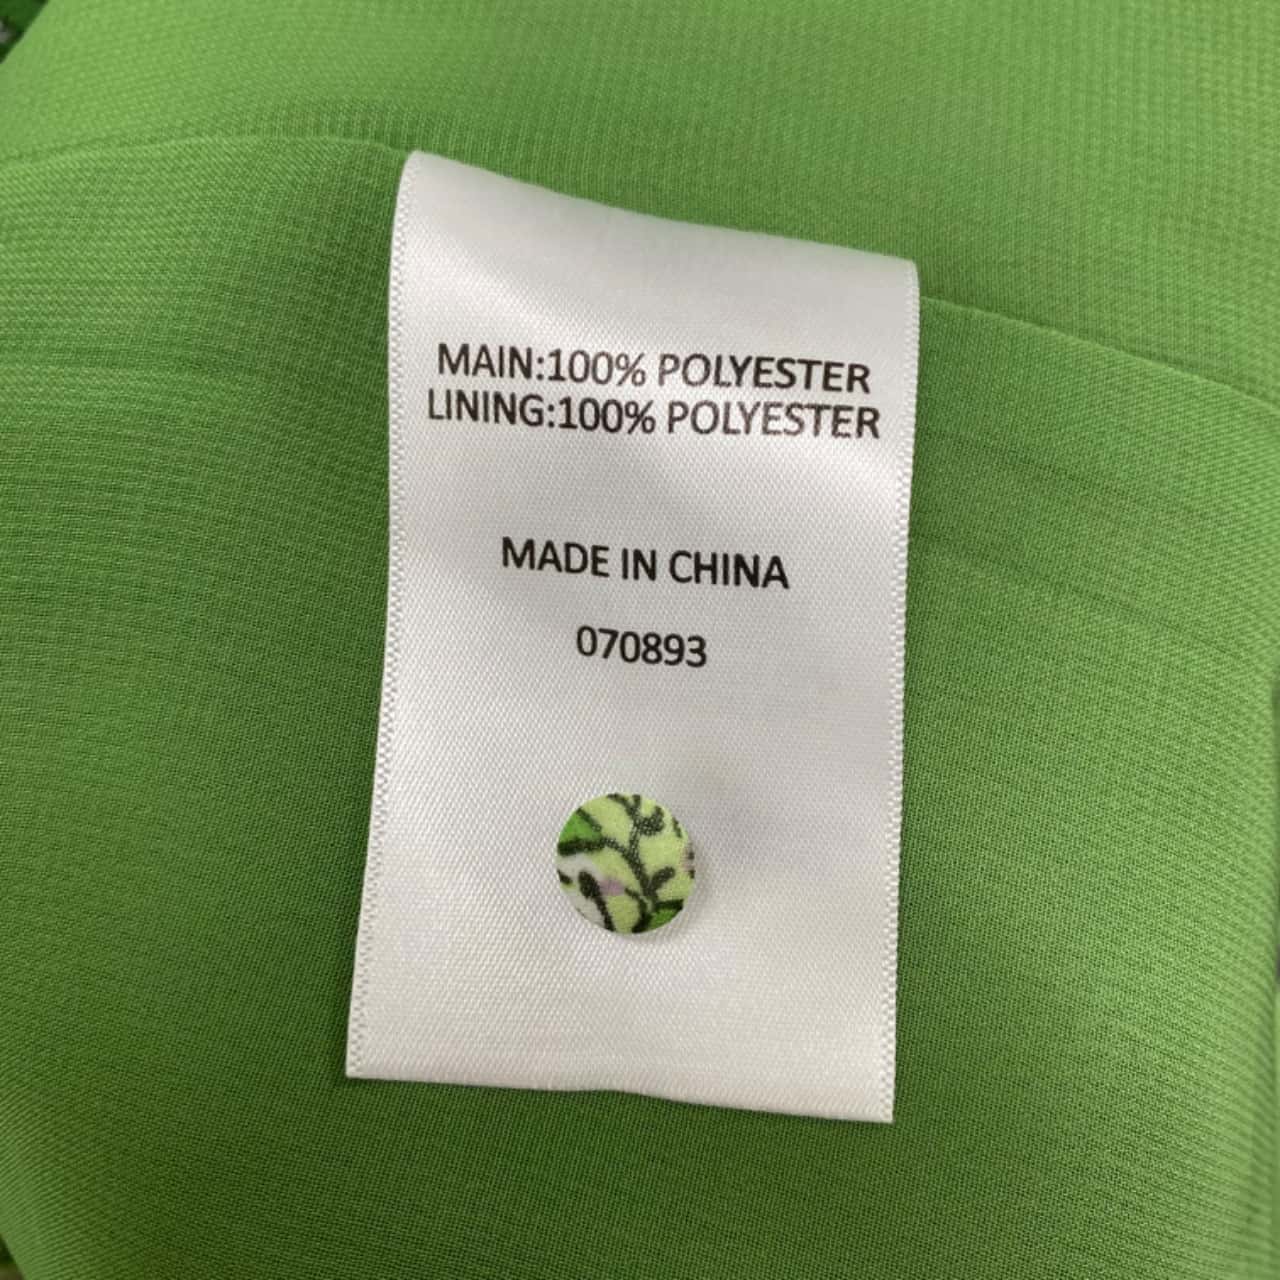 MAIN:100% POLYESTER
LINING:100% POLYESTER
MADE IN CHINA
070893